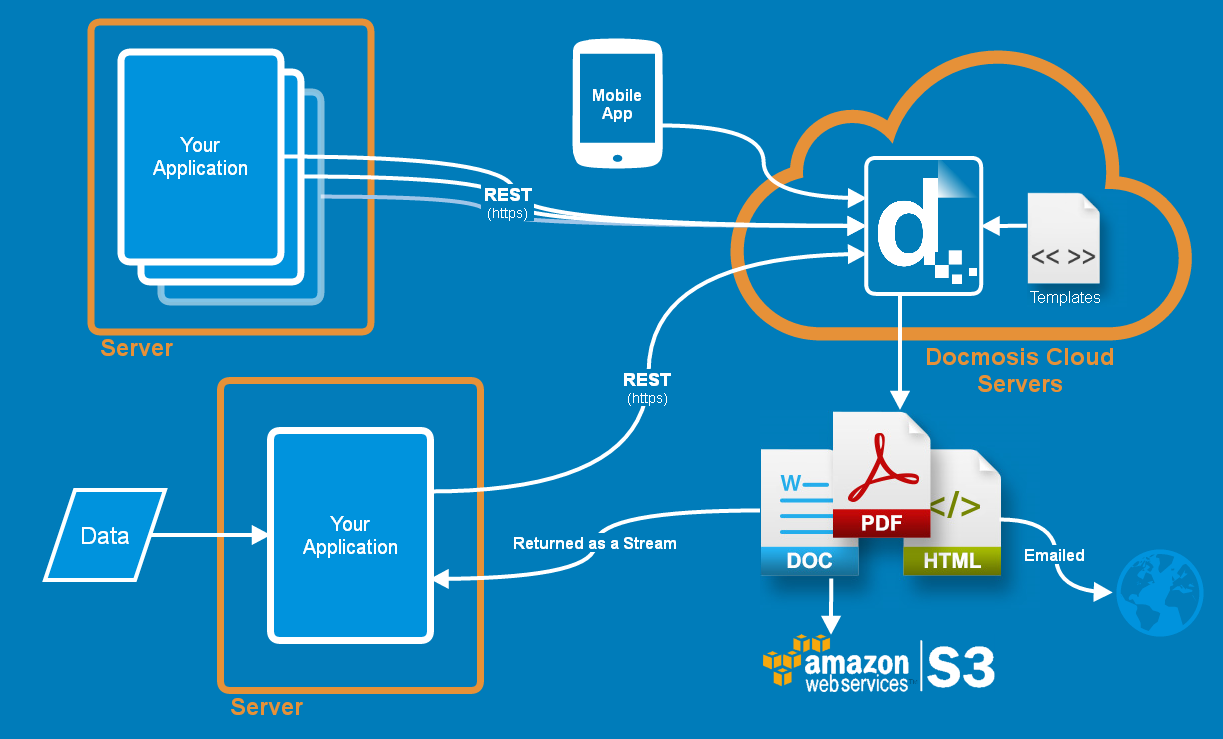 Your
Application
Server
Mobile
App
REST
(https)
d
<< >>
Templates
Docmosis Cloud
Servers
REST
(https)
Data
Your
Application
Server
Returned as a Stream
W
DOC
PDF
</>
HTML
Emailed
amazon
web services™
S3